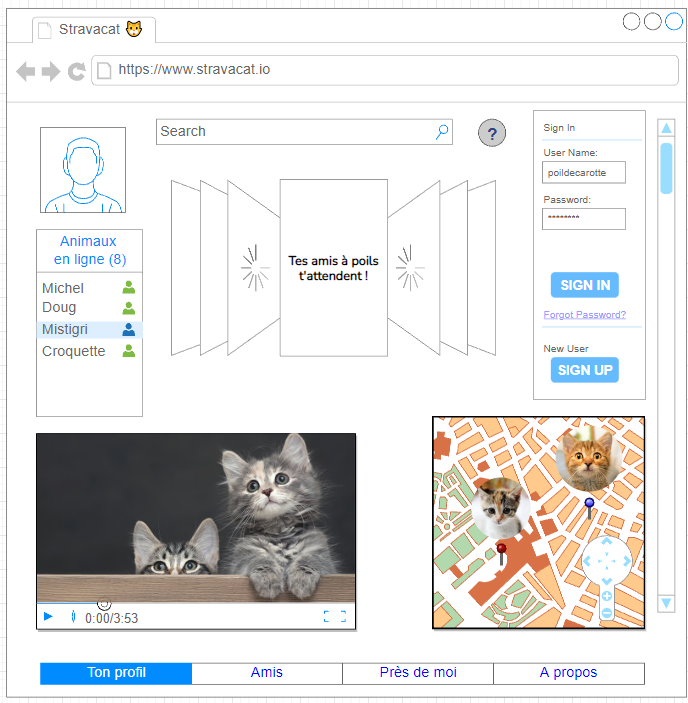 Stravacat
https://www.stravacat.io
Search
?
Sign In
User Name:
poildecarotte
Password:
********
SIGN IN
Forgot Password?
New User
SIGN UP
Animaux
en ligne (8)
Michel
Doug
Mistigri
Croquette
Tes amis à poils
t'attendent !
0:00/3:53
Ton profil
Amis
Près de moi
A propos